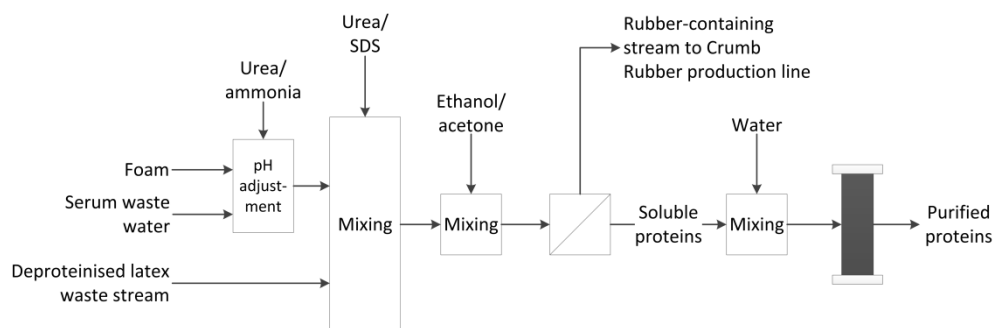 Urea/
SDS
Rubber-containing
stream to Crumb
Rubber production line
Urea/
ammonia
Ethanol/
acetone
Water
Foam
pH
adjust-
ment
Serum waste
water
Mixing
Mixing
Soluble
proteins
Mixing
Purified
proteins
Deproteinised latex
waste stream